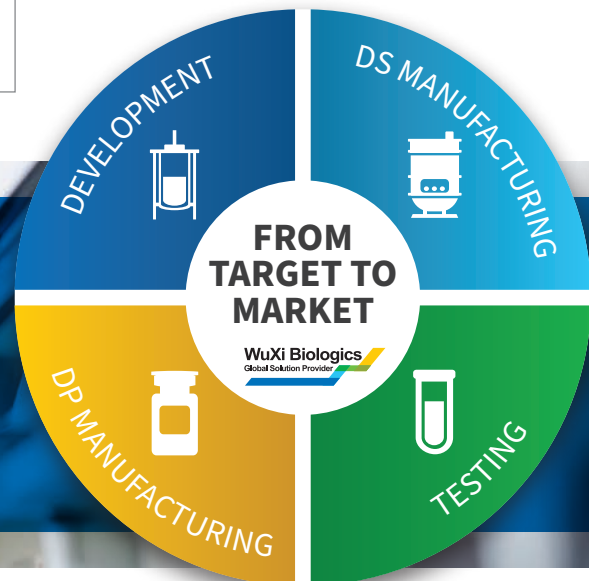 DEVELOPMENT
DS MANUFACTURING
FROM
TARGET TO
MARKET
WuXi Biologics
Global Solution Provider
DP MANUFACTURING
TESTING